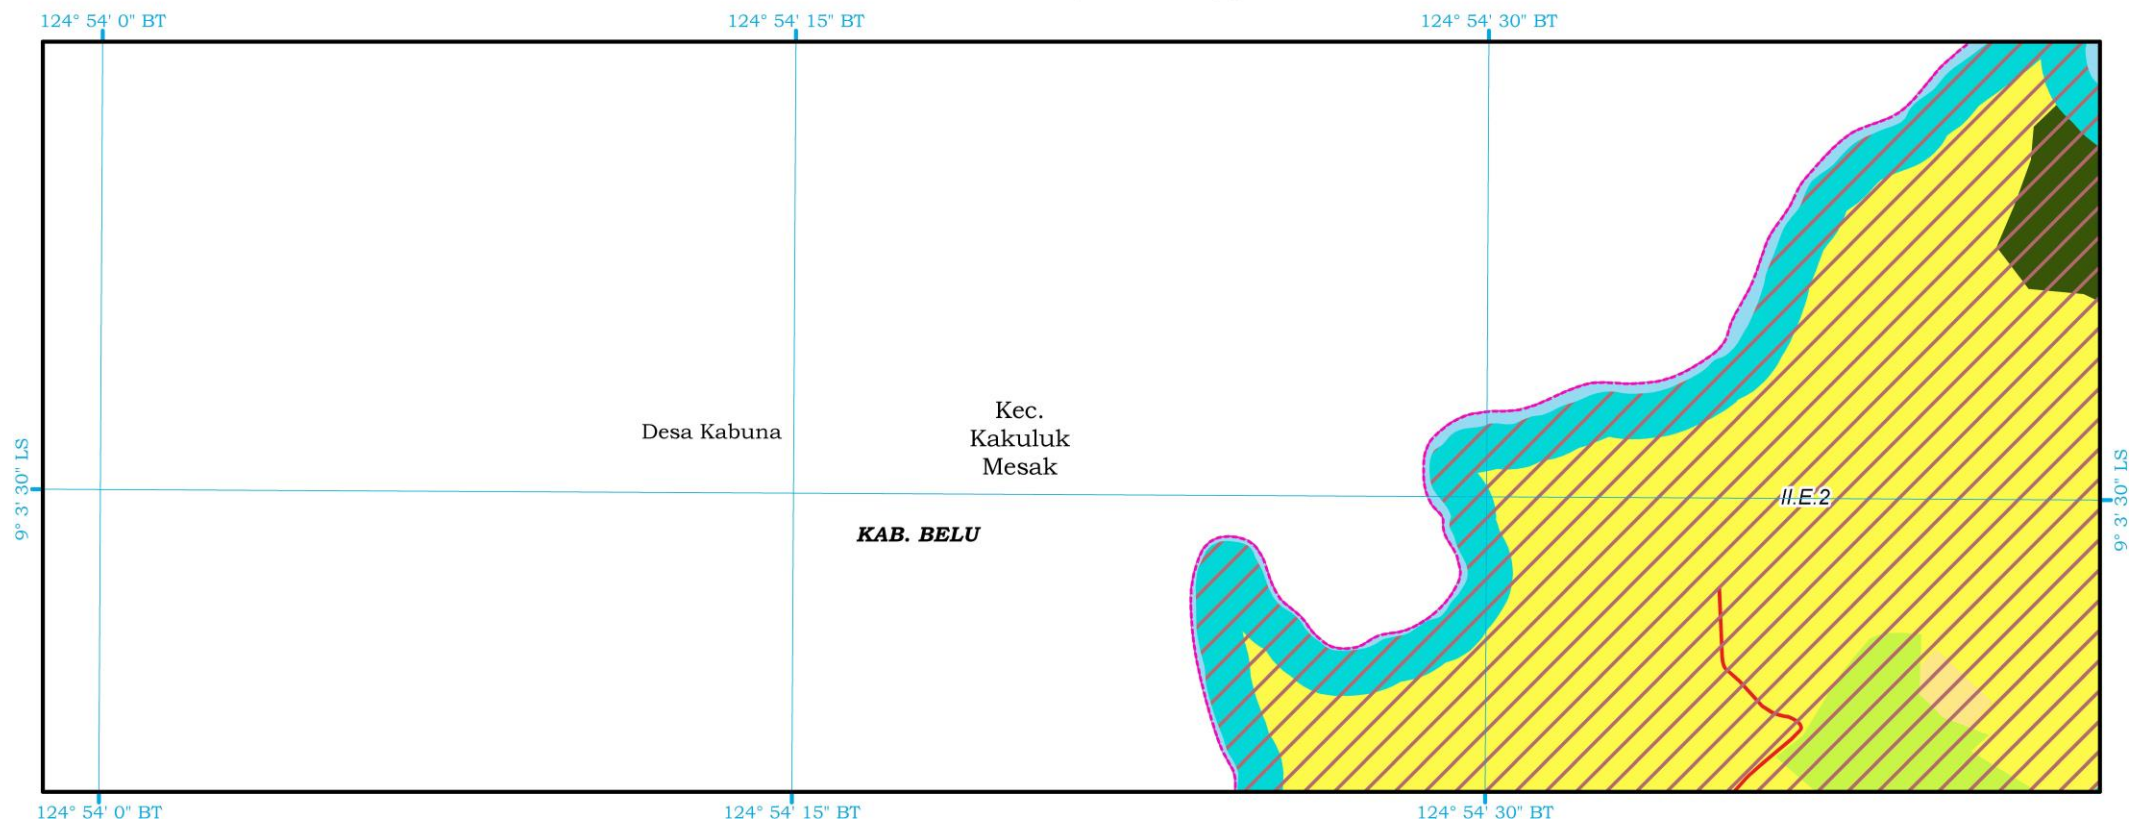 124° 54' 0" BT
124° 54' 15" BT
124° 54' 30" BT
Desa Kabuna
Kec.
Kakuluk
Mesak
9° 3' 30" LS
II.E.2
9° 3' 30" LS
KAB. BELU
124° 54' 0" BT
124° 54' 15" BT
124° 54' 30" BT